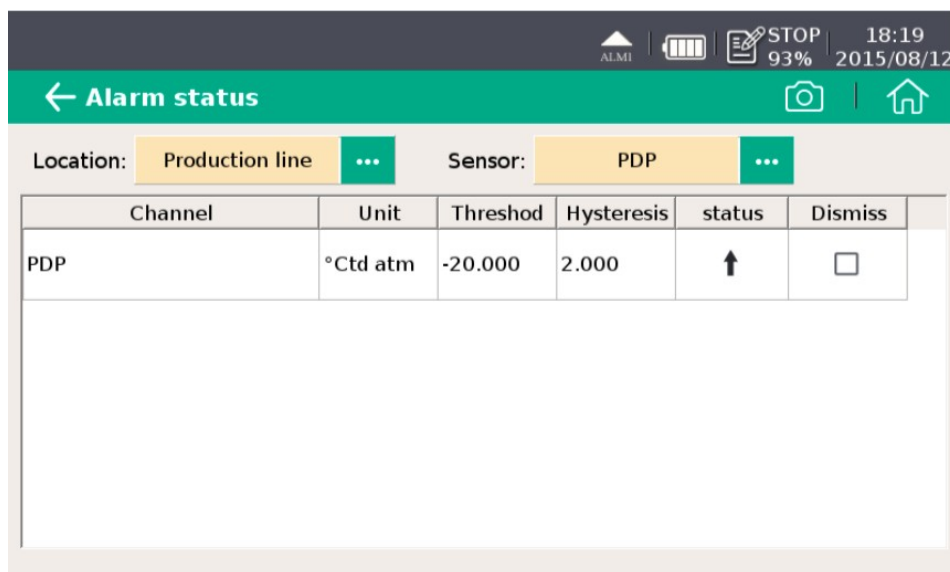 ALM1 STOP 18:19
93% 2015/08/12
Alarm status
Location: Production line ... Sensor: PDP ...
Channel Unit Threshod Hysteresis status Dismiss
PDP °Ctd atm -20.000 2.000